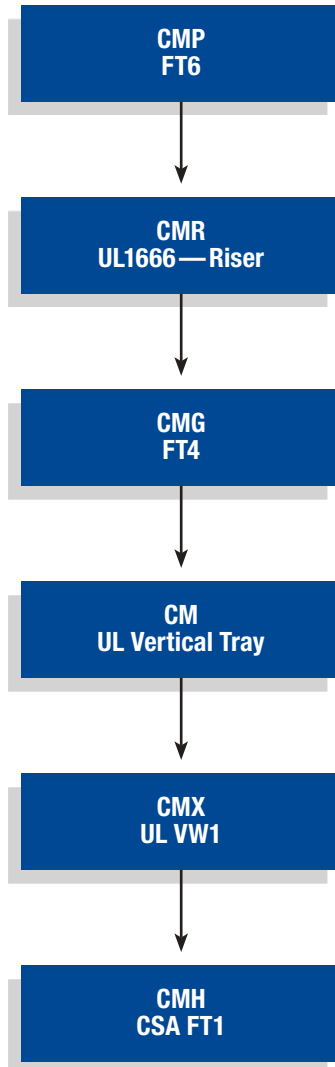 CMP
FT6
CMR
UL1666 — Riser
CMG
FT4
CM
UL Vertical Tray
CMX
UL VW1
CMH
CSA FT1